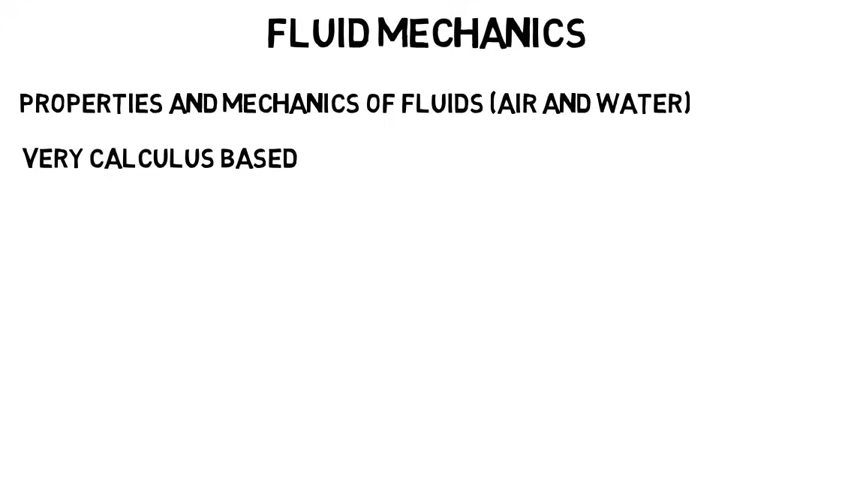 FLUID MECHANICS
PROPERTIES AND MECHANICS OF FLUIDS (AIR AND WATER)
VERY CALCULUS BASED